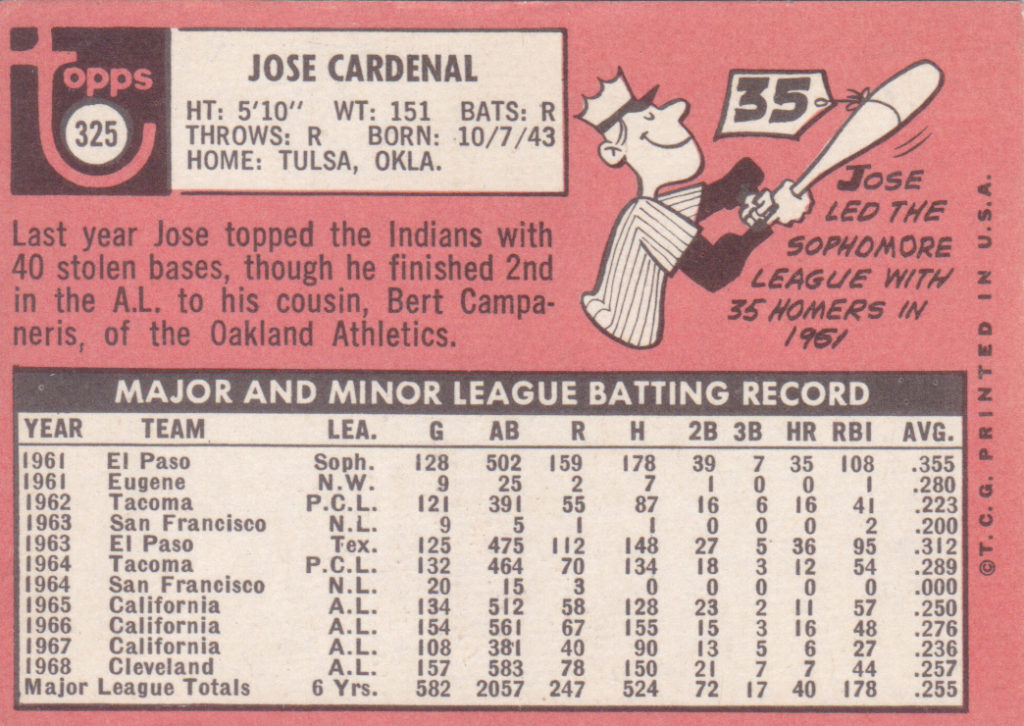 Topps
325
JOSE CARDENAL
HT: 5'10" WT: 151 BATS: R
THROWS: R BORN: 10/7/43
HOME: TULSA, OKLA.
Last year Jose topped the Indians with
40 stolen bases, though he finished 2nd
in the A.L. to his cousin, Bert Campa-
neris, of the Oakland Athletics.
35
JOSE
LED THE
SOPHOMORE
LEAGUE WITH
35 HOMERS IN
1961
MAJOR AND MINOR LEAGUE BATTING RECORD
YEAR TEAM LEA. G AB R H 2B 3B HR RBI AVG.
1961 El Paso Soph. 128 502 159 178 39 7 35 108 .355
1961 Eugene N.W. 9 25 2 7 1 0 0 1 .280
1962 Tacoma P.C.L. 121 391 55 87 16 6 16 41 .223
1963 San Francisco N.L. 9 5 1 1 0 0 0 2 .200
1963 El Paso Tex. 125 475 112 148 27 5 36 95 .312
1964 Tacoma P.C.L. 132 464 70 134 18 3 12 54 .289
1964 San Francisco N.L. 20 15 3 0 0 0 0 0 .000
1965 California A.L. 134 512 58 128 23 2 11 57 .250
1966 California A.L. 154 561 67 155 15 3 16 48 .276
1967 California A.L. 108 381 40 90 13 5 6 27 .236
1968 Cleveland A.L. 157 583 78 150 21 7 7 44 .257
Major League Totals 6 Yrs. 582 2057 247 524 72 17 40 178 .255
©T.C.G. PRINTED IN U.S.A.